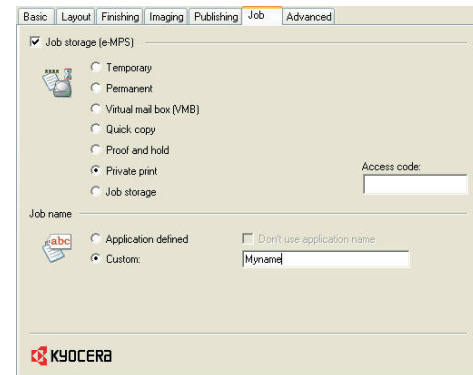 Basic Layout Finishing Imaging Publishing Job Advanced
Job storage (e-MPS)
Temporary
Permanent
Virtual mail box (VMB)
Quick copy
Proof and hold
Private print
Access code:
Job storage
Job name
abc
Application defined
Don't use application name
Custom:
Myname
KYOCERA